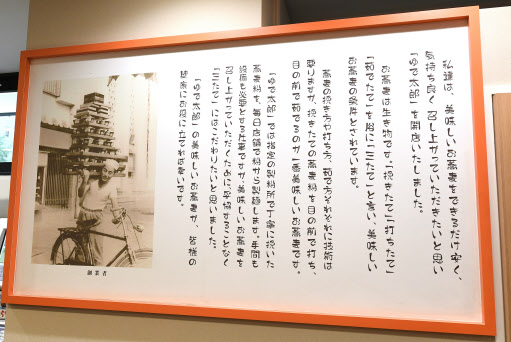 私達は、美味しいお蕎麦をできるだけ安く、
気持ち良く召し上がっていただきたいと思い
「ゆで太郎」を開店いたしました。
お蕎麦は生き物です。「挽きたて」「打ちたて」
「茹でたて」を俗に「三たて」と言い、美味しい
お蕎麦の条件とされています。
蕎麦の挽き方や打ち方、茹で方それぞれに技術は
要りますが、挽きたての蕎麦粉を目の前で打ち、
目の前で茹でるのが一番美味しいお蕎麦です。
「ゆで太郎」では指定の製粉所で丁寧に挽いた
蕎麦粉を、毎日店舗で粉から製麺します。手間も
設備も必要とする仕事ですが、美味しいお蕎麦を
召し上がっていただくために、妥協することなく
「三たて」にはこだわりたいと思いました。
「ゆで太郎」の美味しいお蕎麦が、皆様の
健康にお役に立てれば幸いです。
創業者